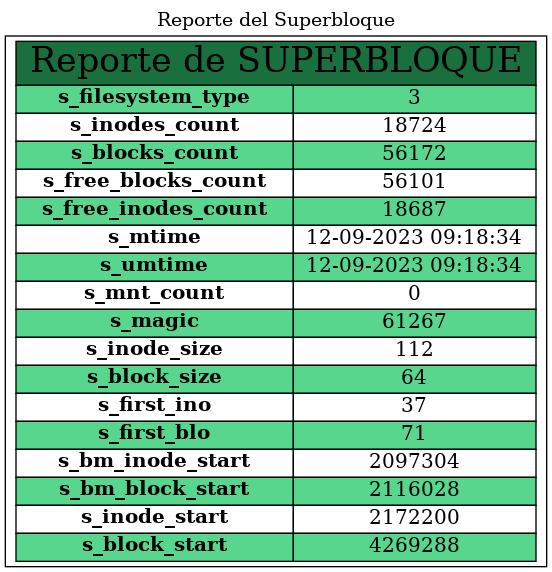 Reporte del Superbloque
Reporte de SUPERBLOQUE
s_filesystem_type 3
s_inodes_count 18724
s_blocks_count 56172
s_free_blocks_count 56101
s_free_inodes_count 18687
s_mtime 12-09-2023 09:18:34
s_umtime 12-09-2023 09:18:34
s_mnt_count 0
s_magic 61267
s_inode_size 112
s_block_size 64
s_first_ino 37
s_first_blo 71
s_bm_inode_start 2097304
s_bm_block_start 2116028
s_inode_start 2172200
s_block_start 4269288